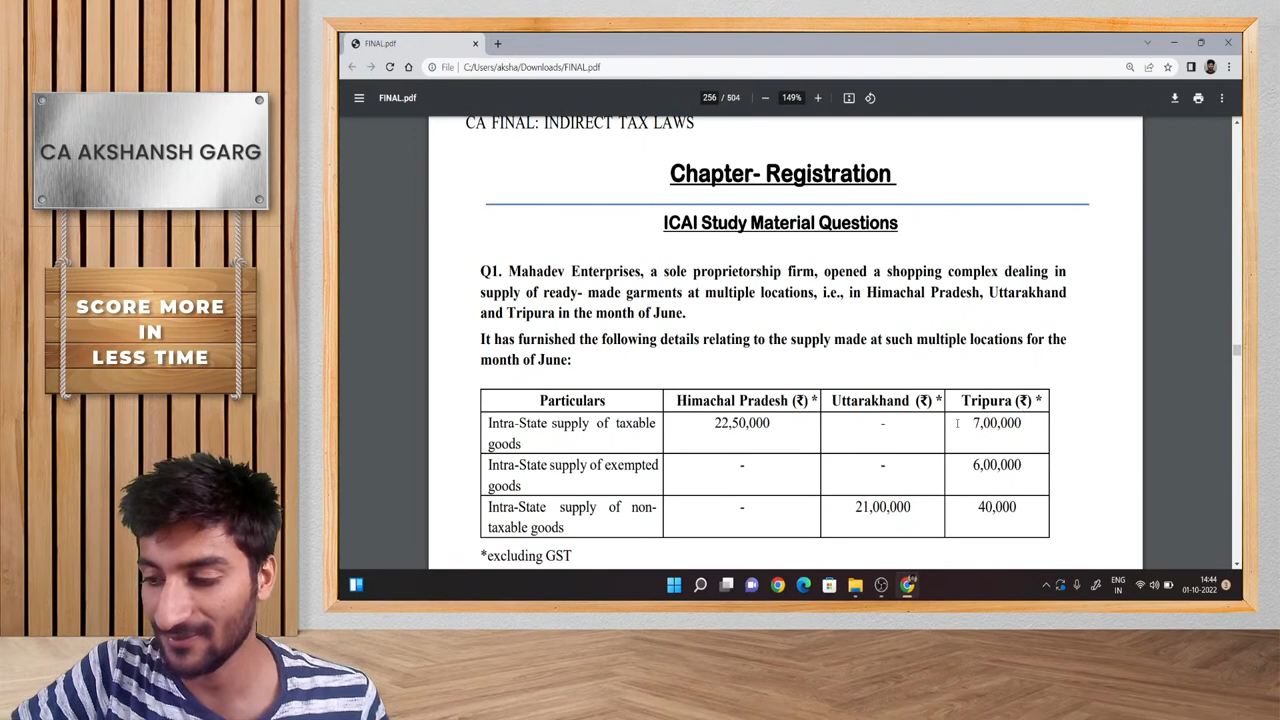 CA AKSHANSH GARG
SCORE MORE
IN
LESS TIME
FINAL.pdf
File
C:/Users/aksha/Downloads/FINAL.pdf
FINAL.pdf
256 / 504
149%
CA FINAL: INDIRECT TAX LAWS
Chapter- Registration
ICAI Study Material Questions
Q1. Mahadev Enterprises, a sole proprietorship firm, opened a shopping complex dealing in
supply of ready- made garments at multiple locations, i.e., in Himachal Pradesh, Uttarakhand
and Tripura in the month of June.
It has furnished the following details relating to the supply made at such multiple locations for the
month of June:
Particulars Himachal Pradesh (₹) * Uttarakhand (₹) * Tripura (₹) *
Intra-State supply of taxable 22,50,000 - 7,00,000
goods
Intra-State supply of exempted - - 6,00,000
goods
Intra-State supply of non- - 21,00,000 40,000
taxable goods
*excluding GST
ENG
IN
14:44
01-10-2022